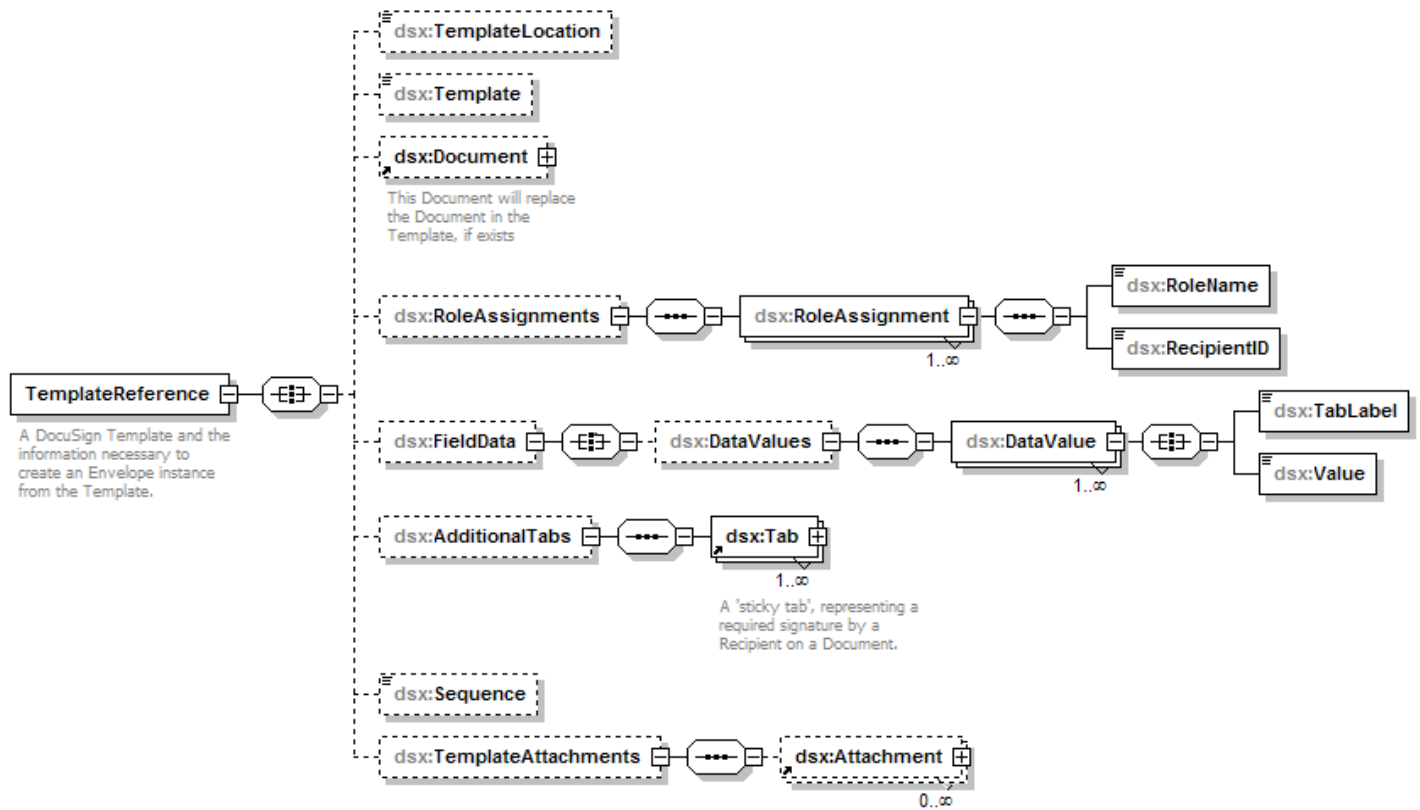 dsx:TemplateLocation
dsx:Template
dsx:Document
This Document will replace
the Document in the
Template, if exists
dsx:RoleAssignments
dsx:RoleAssignment
1..∞
dsx:RoleName
dsx:RecipientID
TemplateReference
A DocuSign Template and the
information necessary to
create an Envelope instance
from the Template.
dsx:FieldData
dsx:DataValues
dsx:DataValue
1..∞
dsx:TabLabel
dsx:Value
dsx:AdditionalTabs
dsx:Tab
1..∞
A 'sticky tab', representing a
required signature by a
Recipient on a Document.
dsx:Sequence
dsx:TemplateAttachments
dsx:Attachment
0..∞